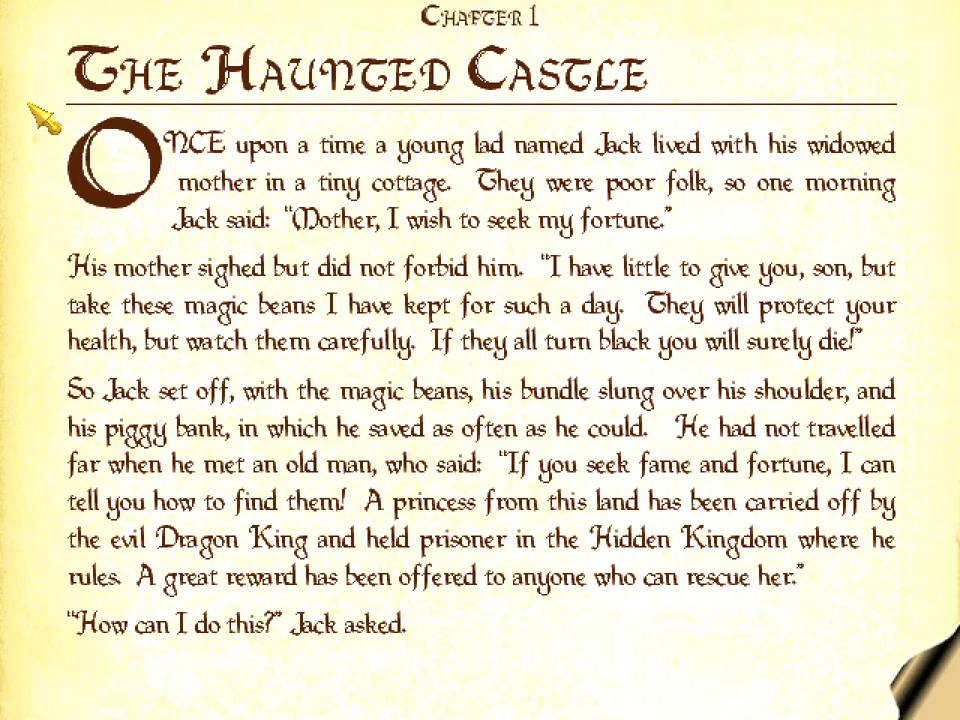 Chapter 1
The Haunted Castle
Once upon a time a young lad named Jack lived with his widowed
mother in a tiny cottage. They were poor folk, so one morning
Jack said: “Mother, I wish to seek my fortune.”
His mother sighed but did not forbid him. “I have little to give you, son, but
take these magic beans I have kept for such a day. They will protect your
health, but watch them carefully. If they all turn black you will surely die!”
So Jack set off, with the magic beans, his bundle slung over his shoulder, and
his piggy bank, in which he saved as often as he could. He had not travelled
far when he met an old man, who said: “If you seek fame and fortune, I can
tell you how to find them! A princess from this land has been carried off by
the evil Dragon King and held prisoner in the Hidden Kingdom where he
rules. A great reward has been offered to anyone who can rescue her.”
“How can I do this?” Jack asked.